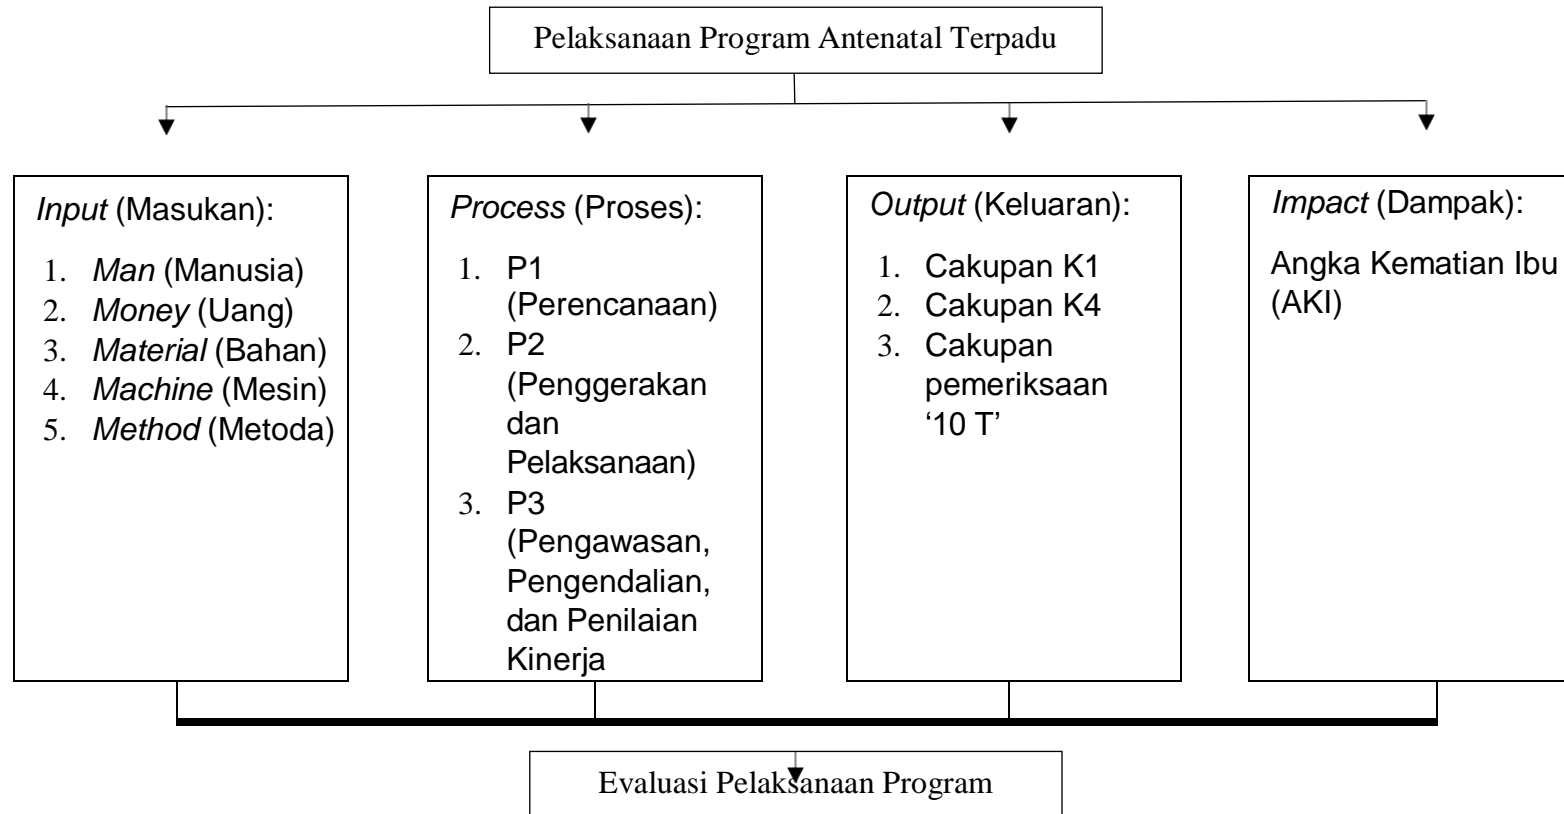 Pelaksanaan Program Antenatal Terpadu
Input (Masukan):
1. Man (Manusia)
2. Money (Uang)
3. Material (Bahan)
4. Machine (Mesin)
5. Method (Metoda)
Process (Proses):
1. P1
(Perencanaan)
2. P2
(Penggerakan
dan
Pelaksanaan)
3. P3
(Pengawasan,
Pengendalian,
dan Penilaian
Kinerja
Output (Keluaran):
1. Cakupan K1
2. Cakupan K4
3. Cakupan
pemeriksaan
‘10 T’
Impact (Dampak):
Angka Kematian Ibu
(AKI)
Evaluasi Pelaksanaan Program